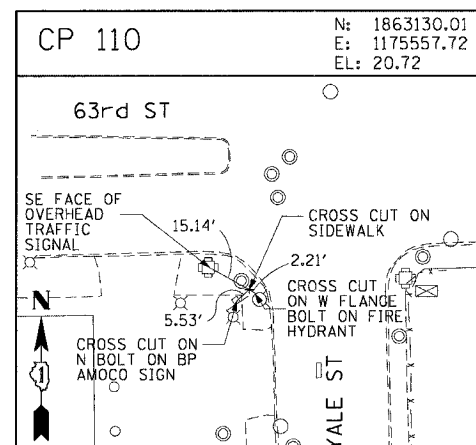 CP 110
N: 1863130.01
E: 1175557.72
EL: 20.72
63rd ST
SE FACE OF
OVERHEAD
TRAFFIC
SIGNAL
15.14'
CROSS CUT ON
SIDEWALK
2.21'
CROSS CUT
ON W FLANGE
BOLT ON FIRE
HYDRANT
5.53'
CROSS CUT ON
N BOLT ON BP
AMOCO SIGN
N
1
YALE ST